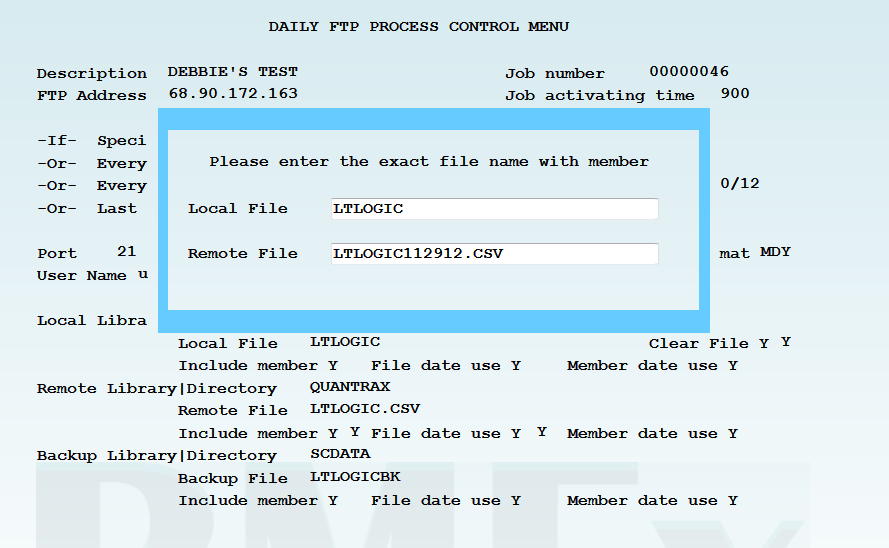 DAILY FTP PROCESS CONTROL MENU
Description DEBBIE'S TEST Job number 00000046
FTP Address 68.90.172.163 Job activating time 900
Please enter the exact file name with member
Local File LTLOGIC
Remote File LTLOGIC112912.CSV
-If- Speci
-Or- Every
-Or- Every 0/12
-Or- Last
Port 21 mat MDY
User Name u
Local Libra
Local File LTLOGIC Clear File Y Y
Include member Y File date use Y Member date use Y
Remote Library|Directory QUANTRAX
Remote File LTLOGIC.CSV
Include member Y Y File date use Y Y Member date use Y
Backup Library|Directory SCDATA
Backup File LTLOGICBK
Include member Y File date use Y Member date use Y